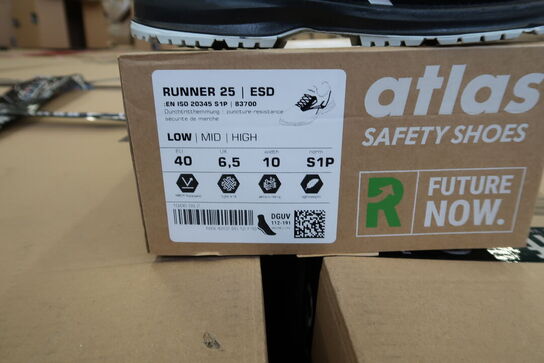 RUNNER 25 | ESD
:EN ISO 20345 S1P | 83700
Durchtritthemmung | puncture-resistance
sécurité de marche
LOW | MID | HIGH
EU UK width norm
40 6,5 10 S1P
DGUV
112-191
atlas
SAFETY SHOES
R FUTURE
NOW.